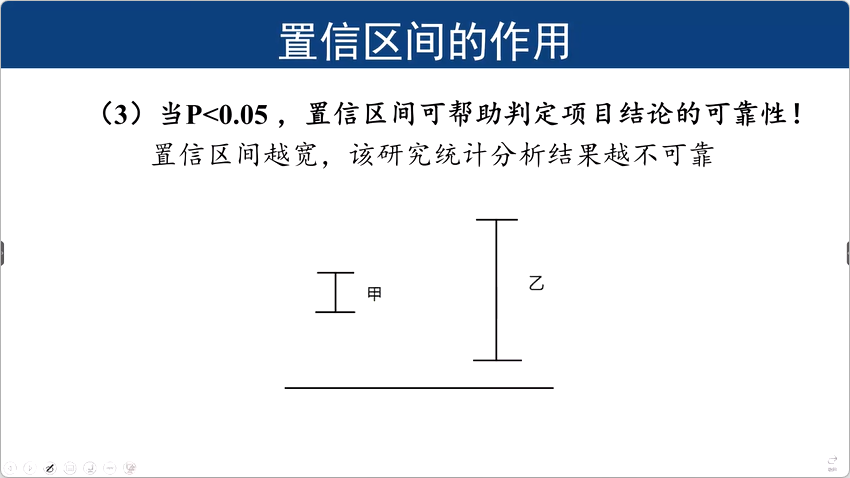 置信区间的作用
（3）当P<0.05，置信区间可帮助判定项目结论的可靠性！
置信区间越宽，该研究统计分析结果越不可靠
甲
乙